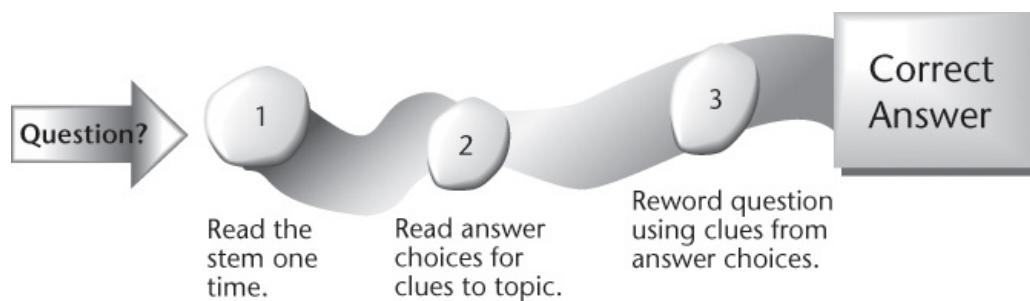 Question?
1
2
3
Correct
Answer
Read the
stem one
time.
Read answer
choices for
clues to topic.
Reword question
using clues from
answer choices.